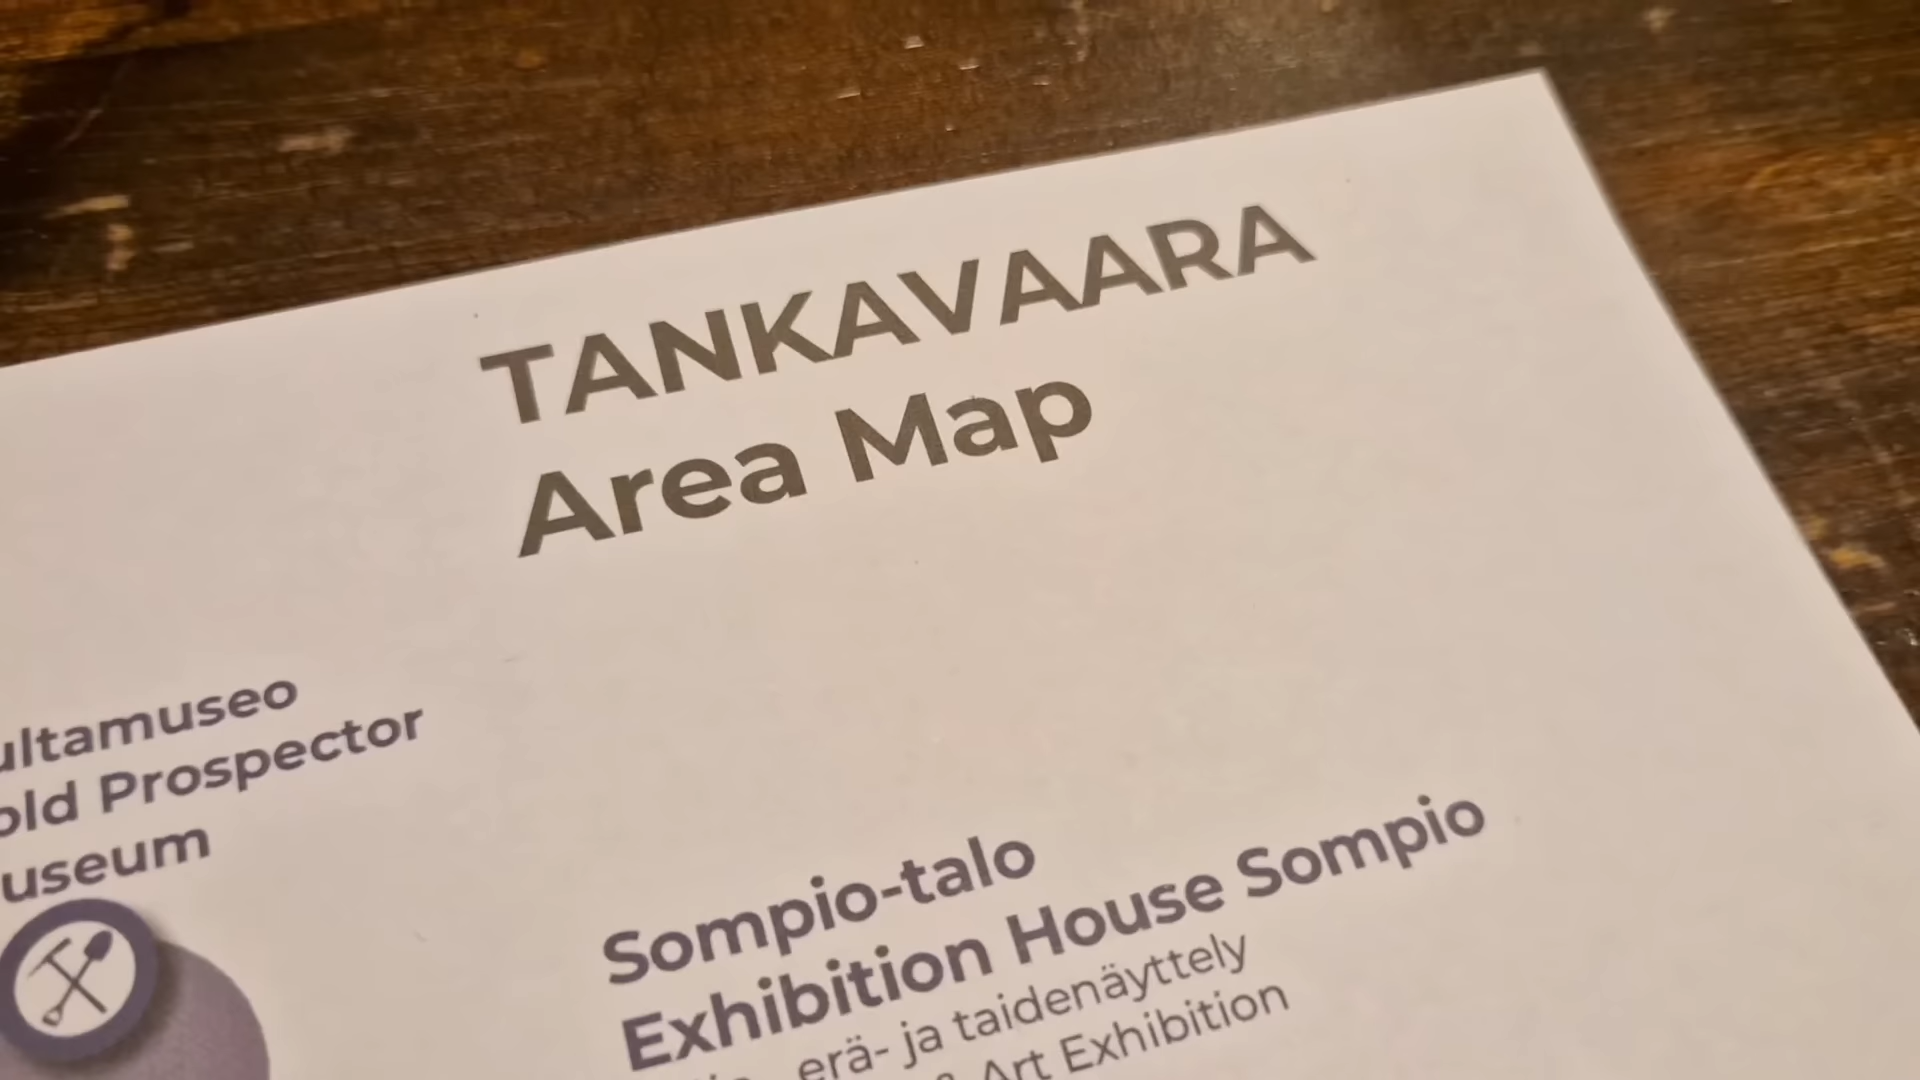 TANKAVAARA
Area Map
ultamuseo
old Prospector
useum
Sompio-talo
Exhibition House Sompio
erä- ja taidenäyttely
& Art Exhibition